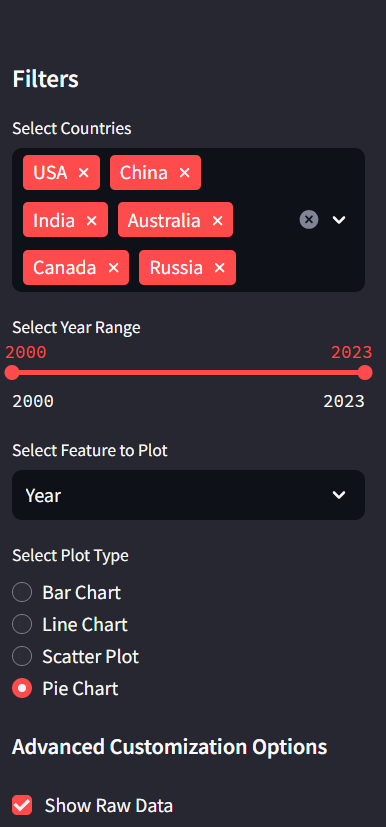 Filters
Select Countries
USA × China ×
India × Australia ×
Canada × Russia ×
Select Year Range
2000 2023
2000 2023
Select Feature to Plot
Year
Select Plot Type
Bar Chart
Line Chart
Scatter Plot
Pie Chart
Advanced Customization Options
Show Raw Data